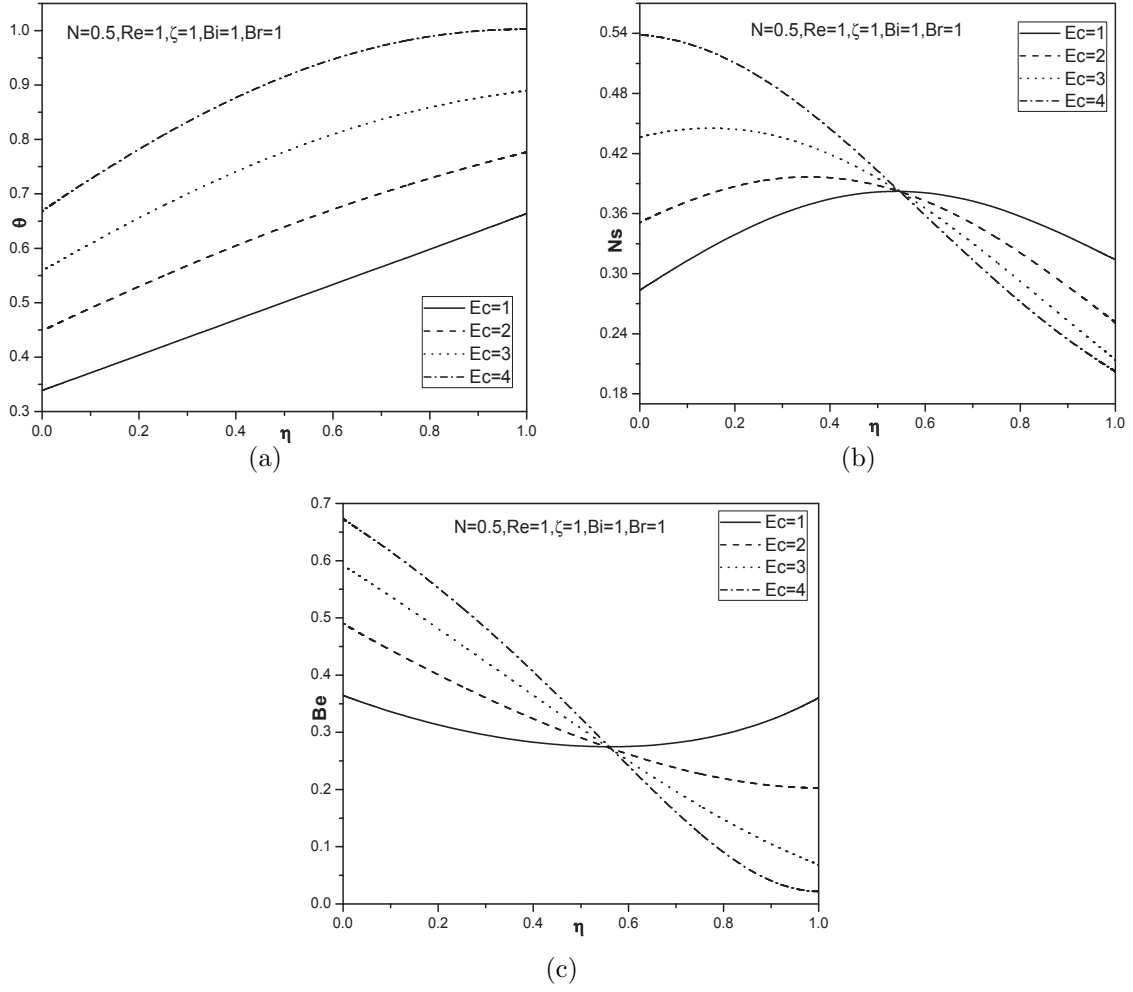 N=0.5,Re=1,ζ=1,Bi=1,Br=1
1.0
0.9
0.8
0.7
0.6
0.5
0.4
0.3
θ
Ec=1
Ec=2
Ec=3
Ec=4
0.0 0.2 0.4 0.6 0.8 1.0
η
(a)
N=0.5,Re=1,ζ=1,Bi=1,Br=1
Ec=1
Ec=2
Ec=3
Ec=4
0.54
0.48
0.42
0.36
0.30
0.24
0.18
Ns
0.0 0.2 0.4 0.6 0.8 1.0
η
(b)
N=0.5,Re=1,ζ=1,Bi=1,Br=1
Ec=1
Ec=2
Ec=3
Ec=4
0.7
0.6
0.5
0.4
0.3
0.2
0.1
0.0
Be
0.0 0.2 0.4 0.6 0.8 1.0
η
(c)